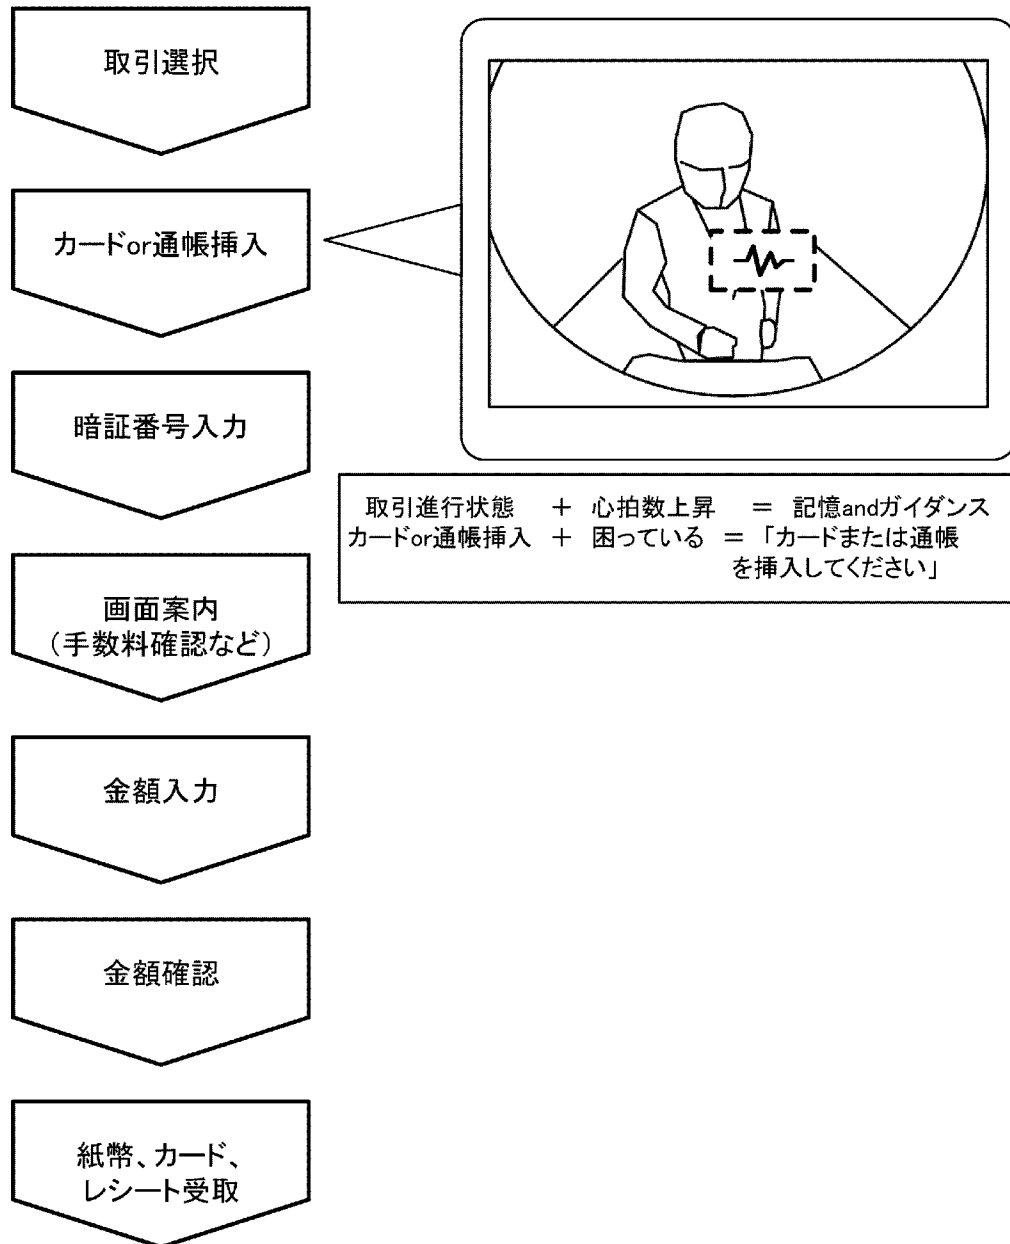 取引選択
カードor通帳挿入
暗証番号入力
画面案内
(手数料確認など)
金額入力
金額確認
紙幣、カード、
レシート受取
取引進行状態 + 心拍数上昇 = 記憶andガイダンス
カードor通帳挿入 + 困っている = 「カードまたは通帳
を挿入してください」